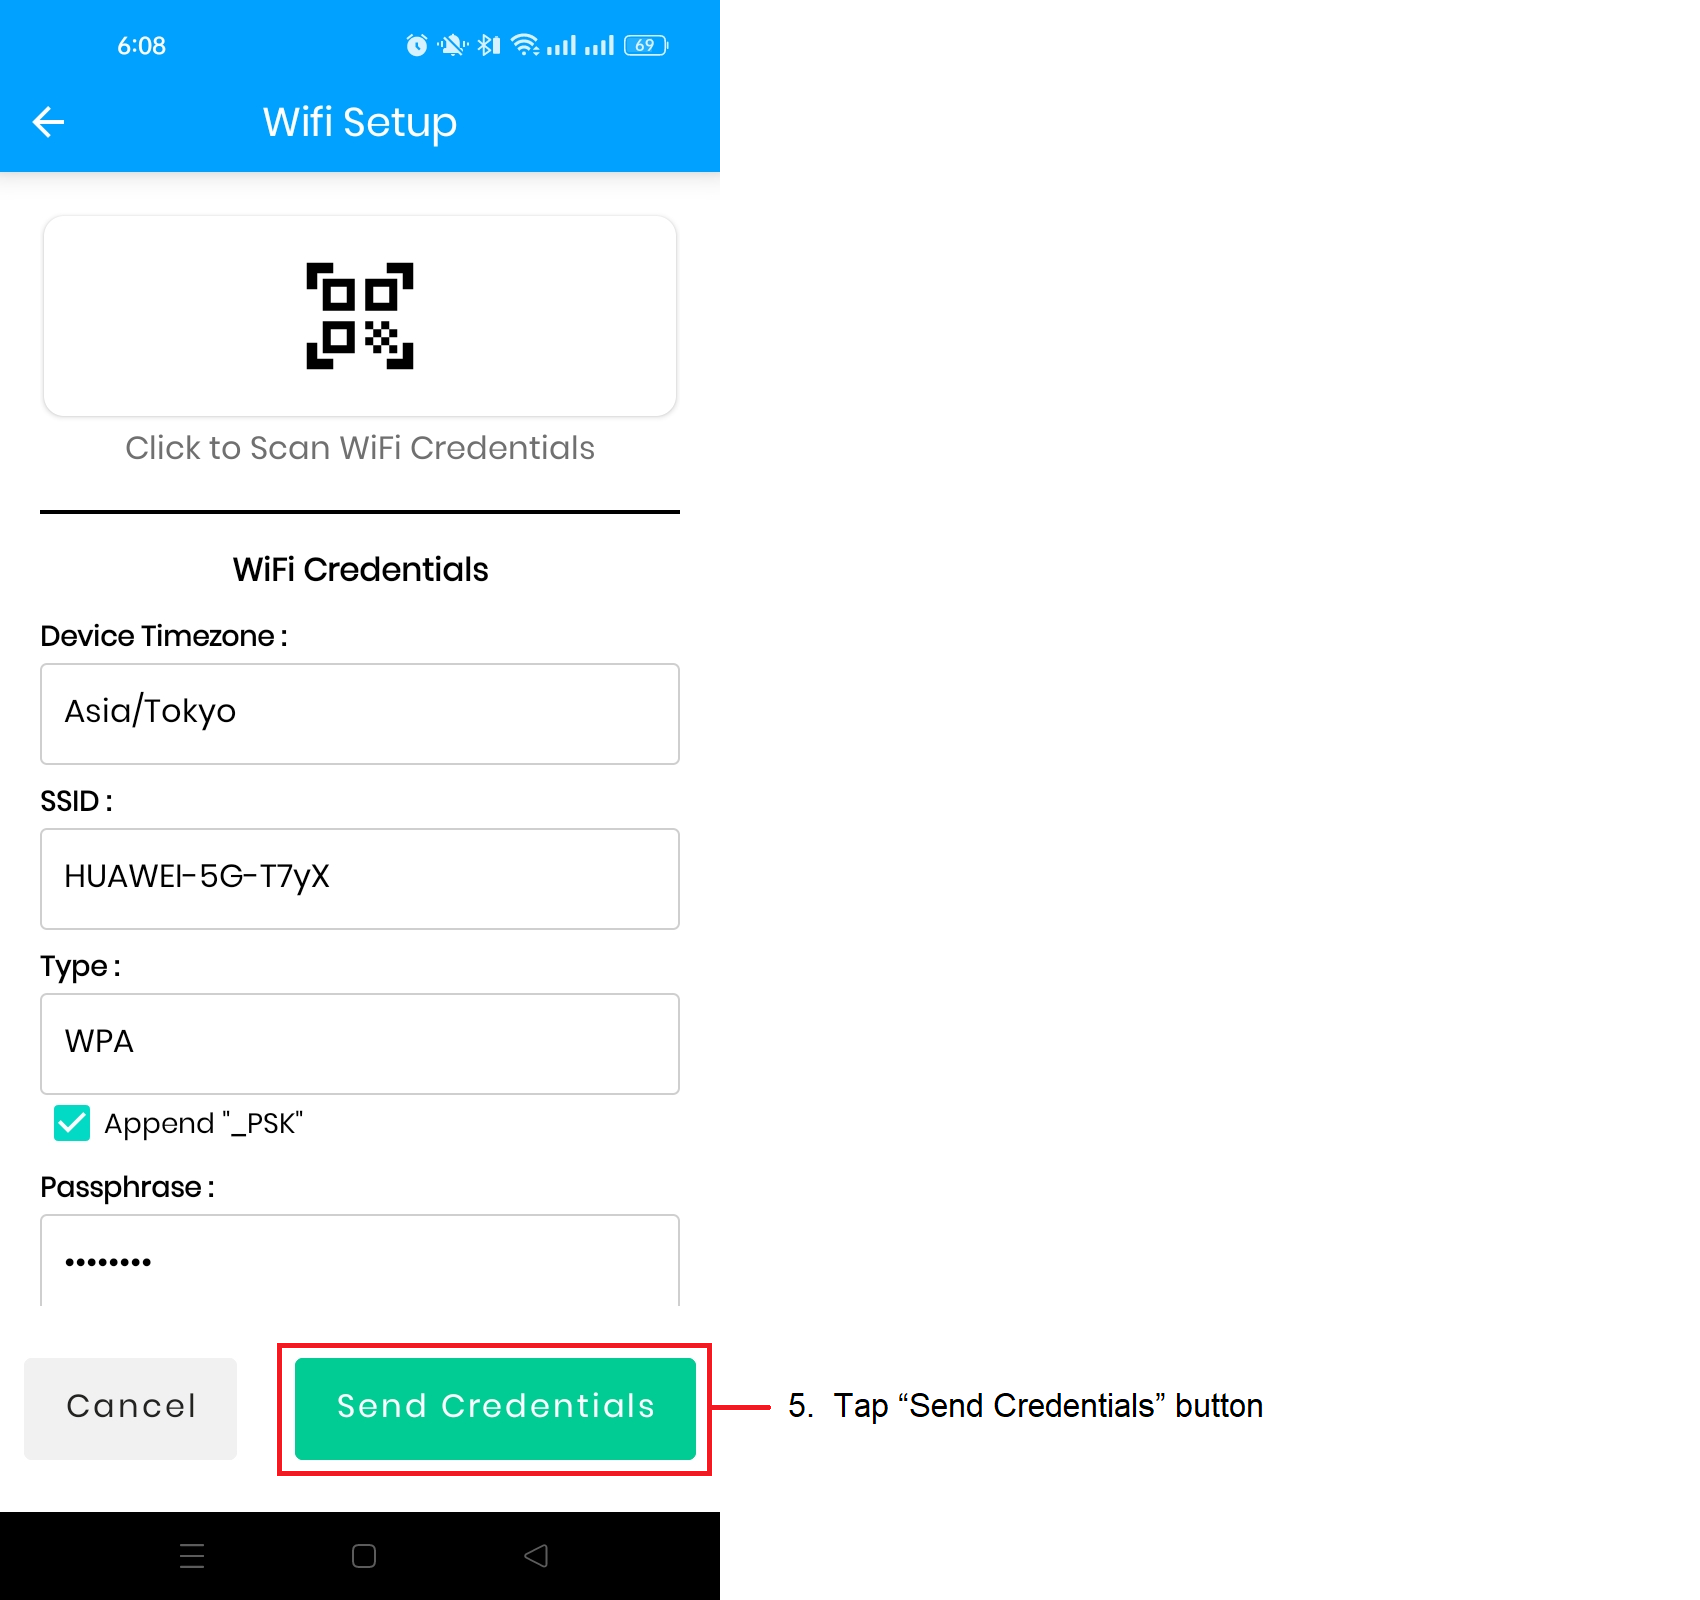 6:08
69
Wifi Setup
Click to Scan WiFi Credentials
WiFi Credentials
Device Timezone :
Asia/Tokyo
SSID :
HUAWEI-5G-T7yX
Type :
WPA
Append "_PSK"
Passphrase :
••••••••
Cancel
Send Credentials
5. Tap “Send Credentials” button